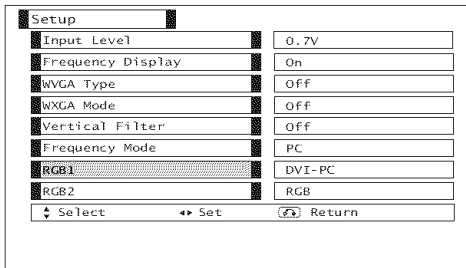 Setup
Input Level 0.7V
Frequency Display On
WVGA Type Off
WXGA Mode Off
Vertical Filter Off
Frequency Mode PC
RGB1 DVI-PC
RGB2 RGB
Select Set Return